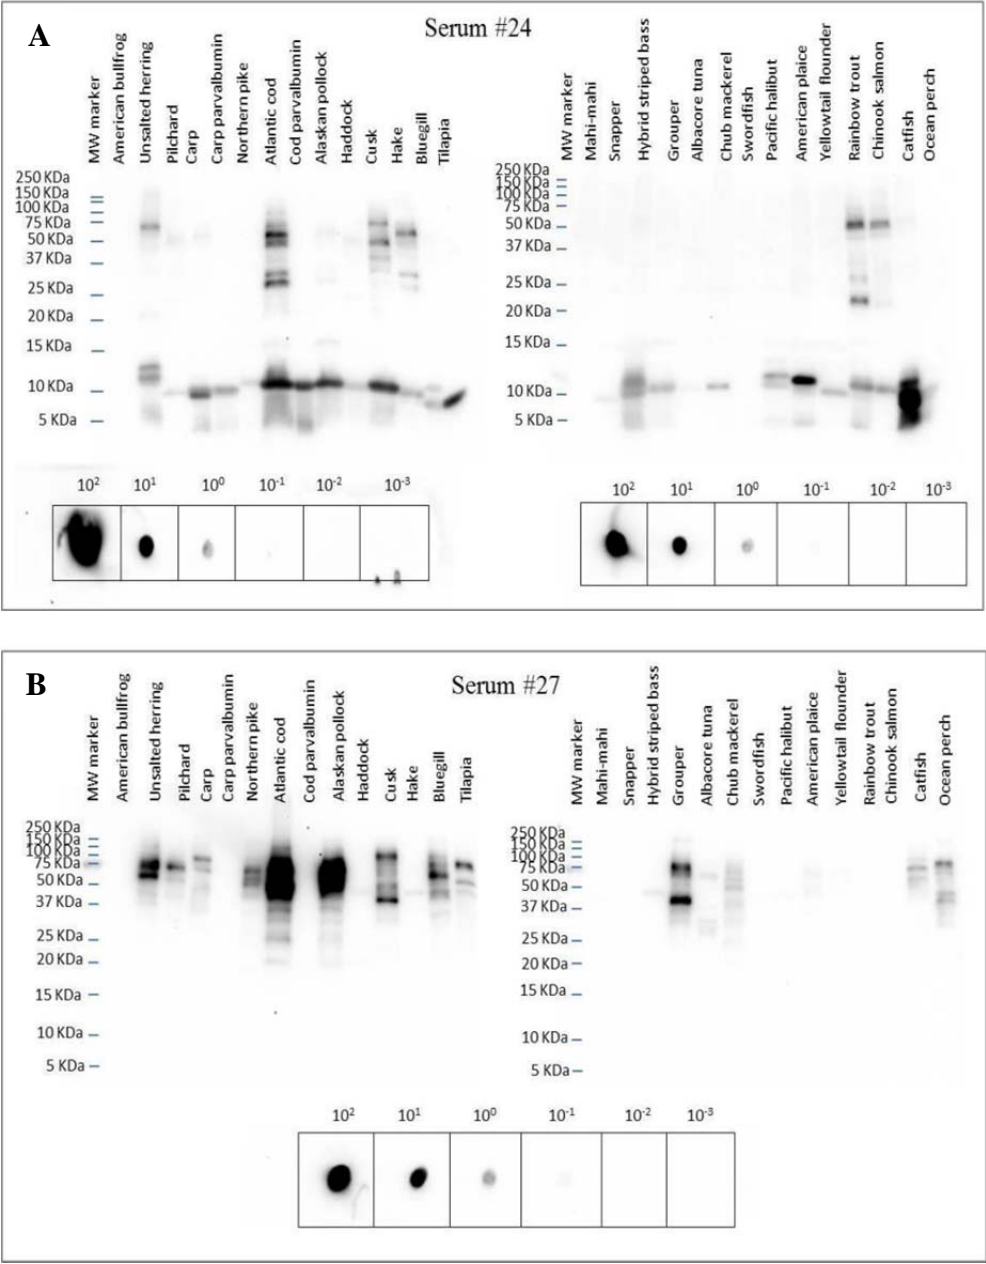 A
Serum #24
MW marker
American bullfrog
Unsalted herring
Pilchard
Carp
Carp parvalbumin
Northern pike
Atlantic cod
Cod parvalbumin
Alaskan pollock
Haddock
Cusk
Hake
Bluegill
Tilapia
250 KDa
150 KDa
100 KDa
75 KDa
50 KDa
37 KDa
25 KDa
20 KDa
15 KDa
10 KDa
5 KDa
MW marker
Mahi-mahi
Snapper
Hybrid striped bass
Grouper
Albacore tuna
Chub mackerel
Swordfish
Pacific halibut
American plaice
Yellowtail flounder
Rainbow trout
Chinook salmon
Catfish
Ocean perch
250 KDa
150 KDa
100 KDa
75 KDa
50 KDa
37 KDa
25 KDa
20 KDa
15 KDa
10 KDa
5 KDa
10² 10¹ 10⁰ 10⁻¹ 10⁻² 10⁻³
10² 10¹ 10⁰ 10⁻¹ 10⁻² 10⁻³
B
Serum #27
MW marker
American bullfrog
Unsalted herring
Pilchard
Carp
Carp parvalbumin
Northern pike
Atlantic cod
Cod parvalbumin
Alaskan pollock
Haddock
Cusk
Hake
Bluegill
Tilapia
250 KDa
150 KDa
100 KDa
75 KDa
50 KDa
37 KDa
25 KDa
20 KDa
15 KDa
10 KDa
5 KDa
MW marker
Mahi-mahi
Snapper
Hybrid striped bass
Grouper
Albacore tuna
Chub mackerel
Swordfish
Pacific halibut
American plaice
Yellowtail flounder
Rainbow trout
Chinook salmon
Catfish
Ocean perch
250 KDa
150 KDa
100 KDa
75 KDa
50 KDa
37 KDa
25 KDa
20 KDa
15 KDa
10 KDa
5 KDa
10² 10¹ 10⁰ 10⁻¹ 10⁻² 10⁻³